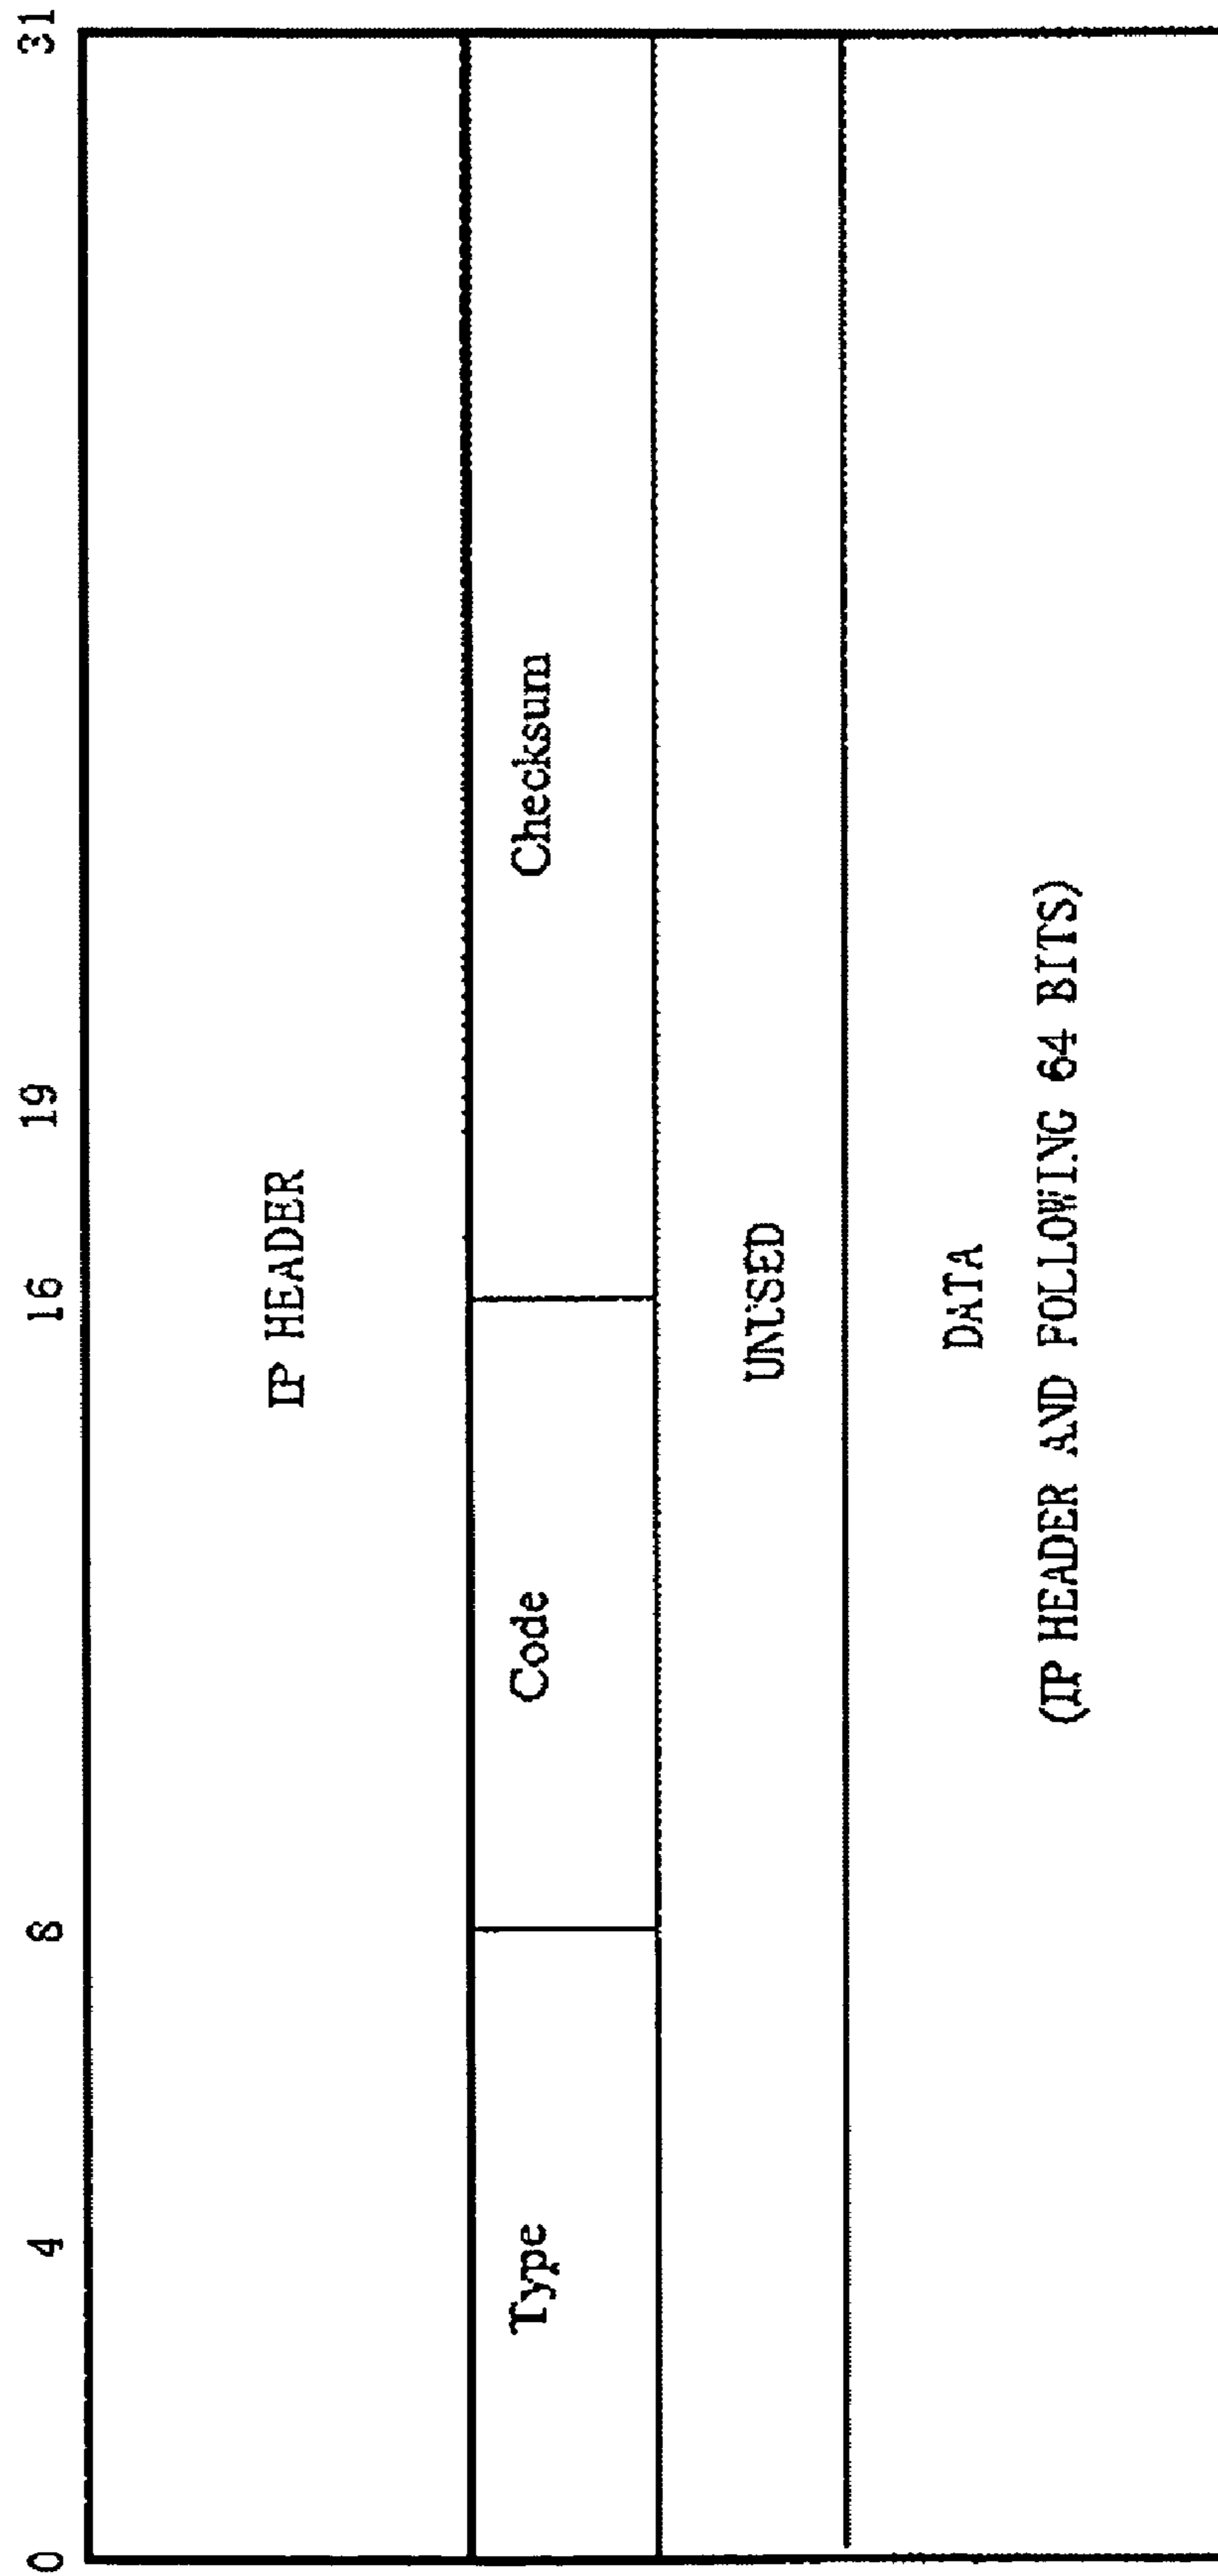 0 4 8 16 19 31
IP HEADER
Type Code Checksum
UNUSED
DATA
(IP HEADER AND FOLLOWING 64 BITS)